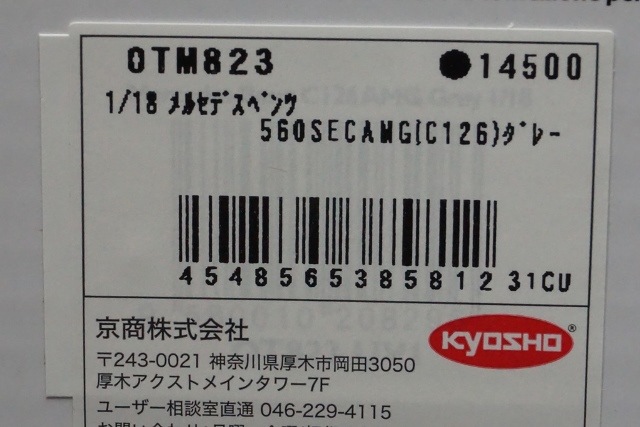 OTM823 ●14500
1/18 メルセデスベンツ
560SECAMG(C126)グレー
4548565385812 31CU
京商株式会社
KYOSHO®
〒243-0021 神奈川県厚木市岡田3050
厚木アクストメインタワー7F
ユーザー相談室直通 046-229-4115